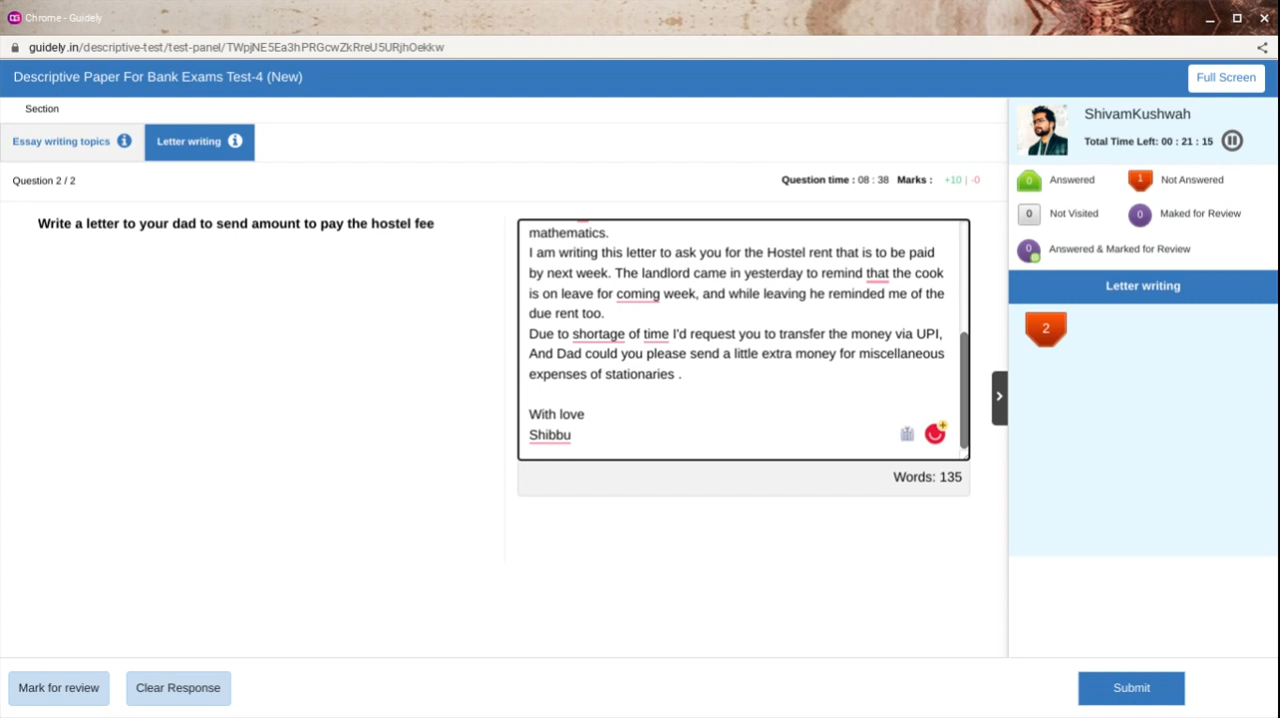 Chrome - Guidely
guidely.in/descriptive-test/test-panel/TWpjNE5Ea3hPRGcwZkRreU5URjhOekkw
Descriptive Paper For Bank Exams Test-4 (New)
Full Screen
Section
Essay writing topics
Letter writing
Question 2 / 2
Question time : 08 : 38 Marks : +10 | -0
Write a letter to your dad to send amount to pay the hostel fee
mathematics.
I am writing this letter to ask you for the Hostel rent that is to be paid
by next week. The landlord came in yesterday to remind that the cook
is on leave for coming week, and while leaving he reminded me of the
due rent too.
Due to shortage of time I'd request you to transfer the money via UPI,
And Dad could you please send a little extra money for miscellaneous
expenses of stationaries .
With love
Shibbu
Words: 135
ShivamKushwah
Total Time Left: 00 : 21 : 15
0 Answered
1 Not Answered
0 Not Visited
0 Maked for Review
0 Answered & Marked for Review
Letter writing
2
Mark for review
Clear Response
Submit